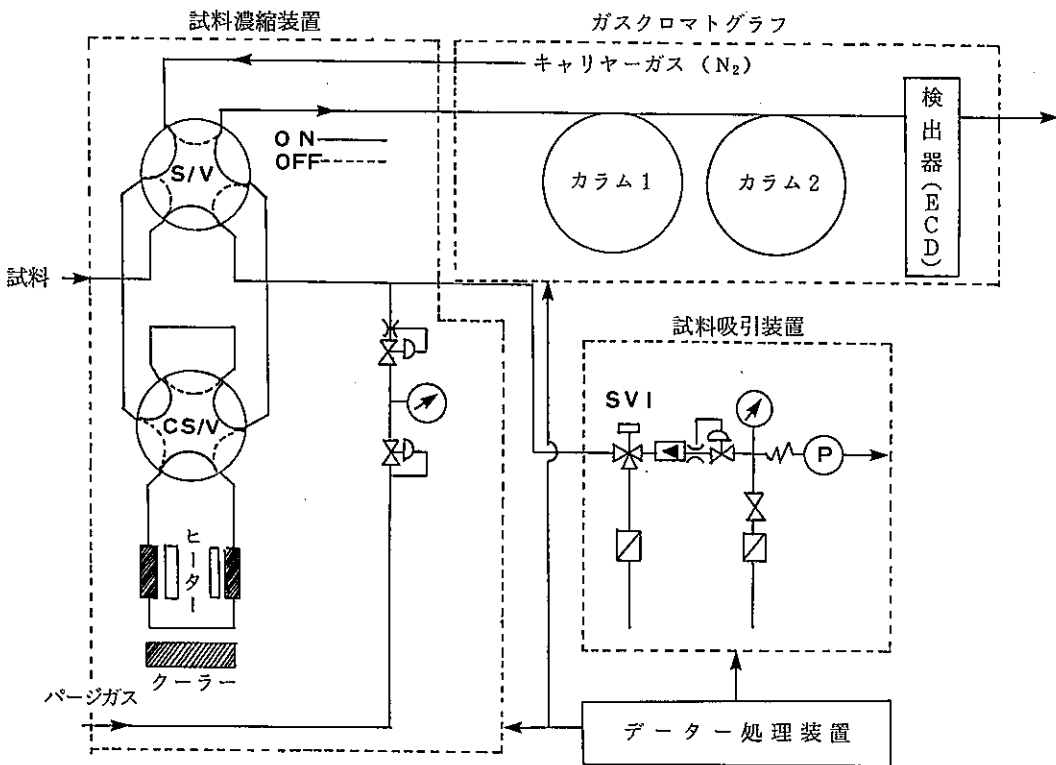 試料濃縮装置
ガスクロマトグラフ
キャリヤーガス(N₂)
検出器(ECD)
S/V
ON
OFF
カラム1
カラム2
試料
試料吸引装置
CS/V
SV1
P
ヒーター
クーラー
パージガス
データー処理装置